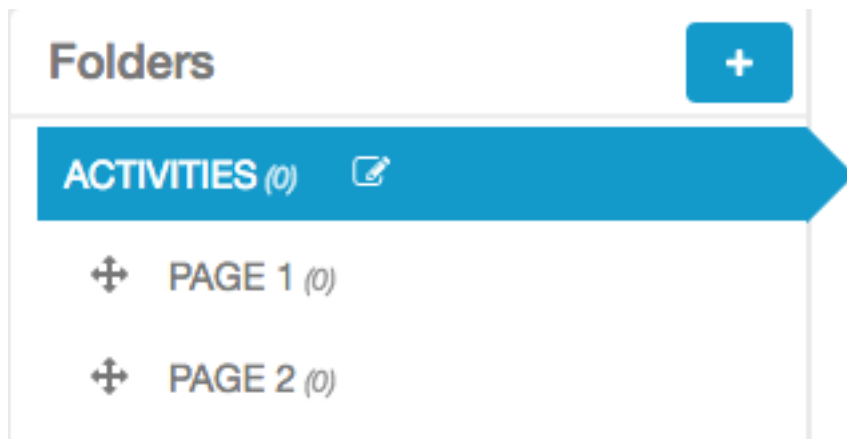 Folders
ACTIVITIES (0)
PAGE 1 (0)
PAGE 2 (0)